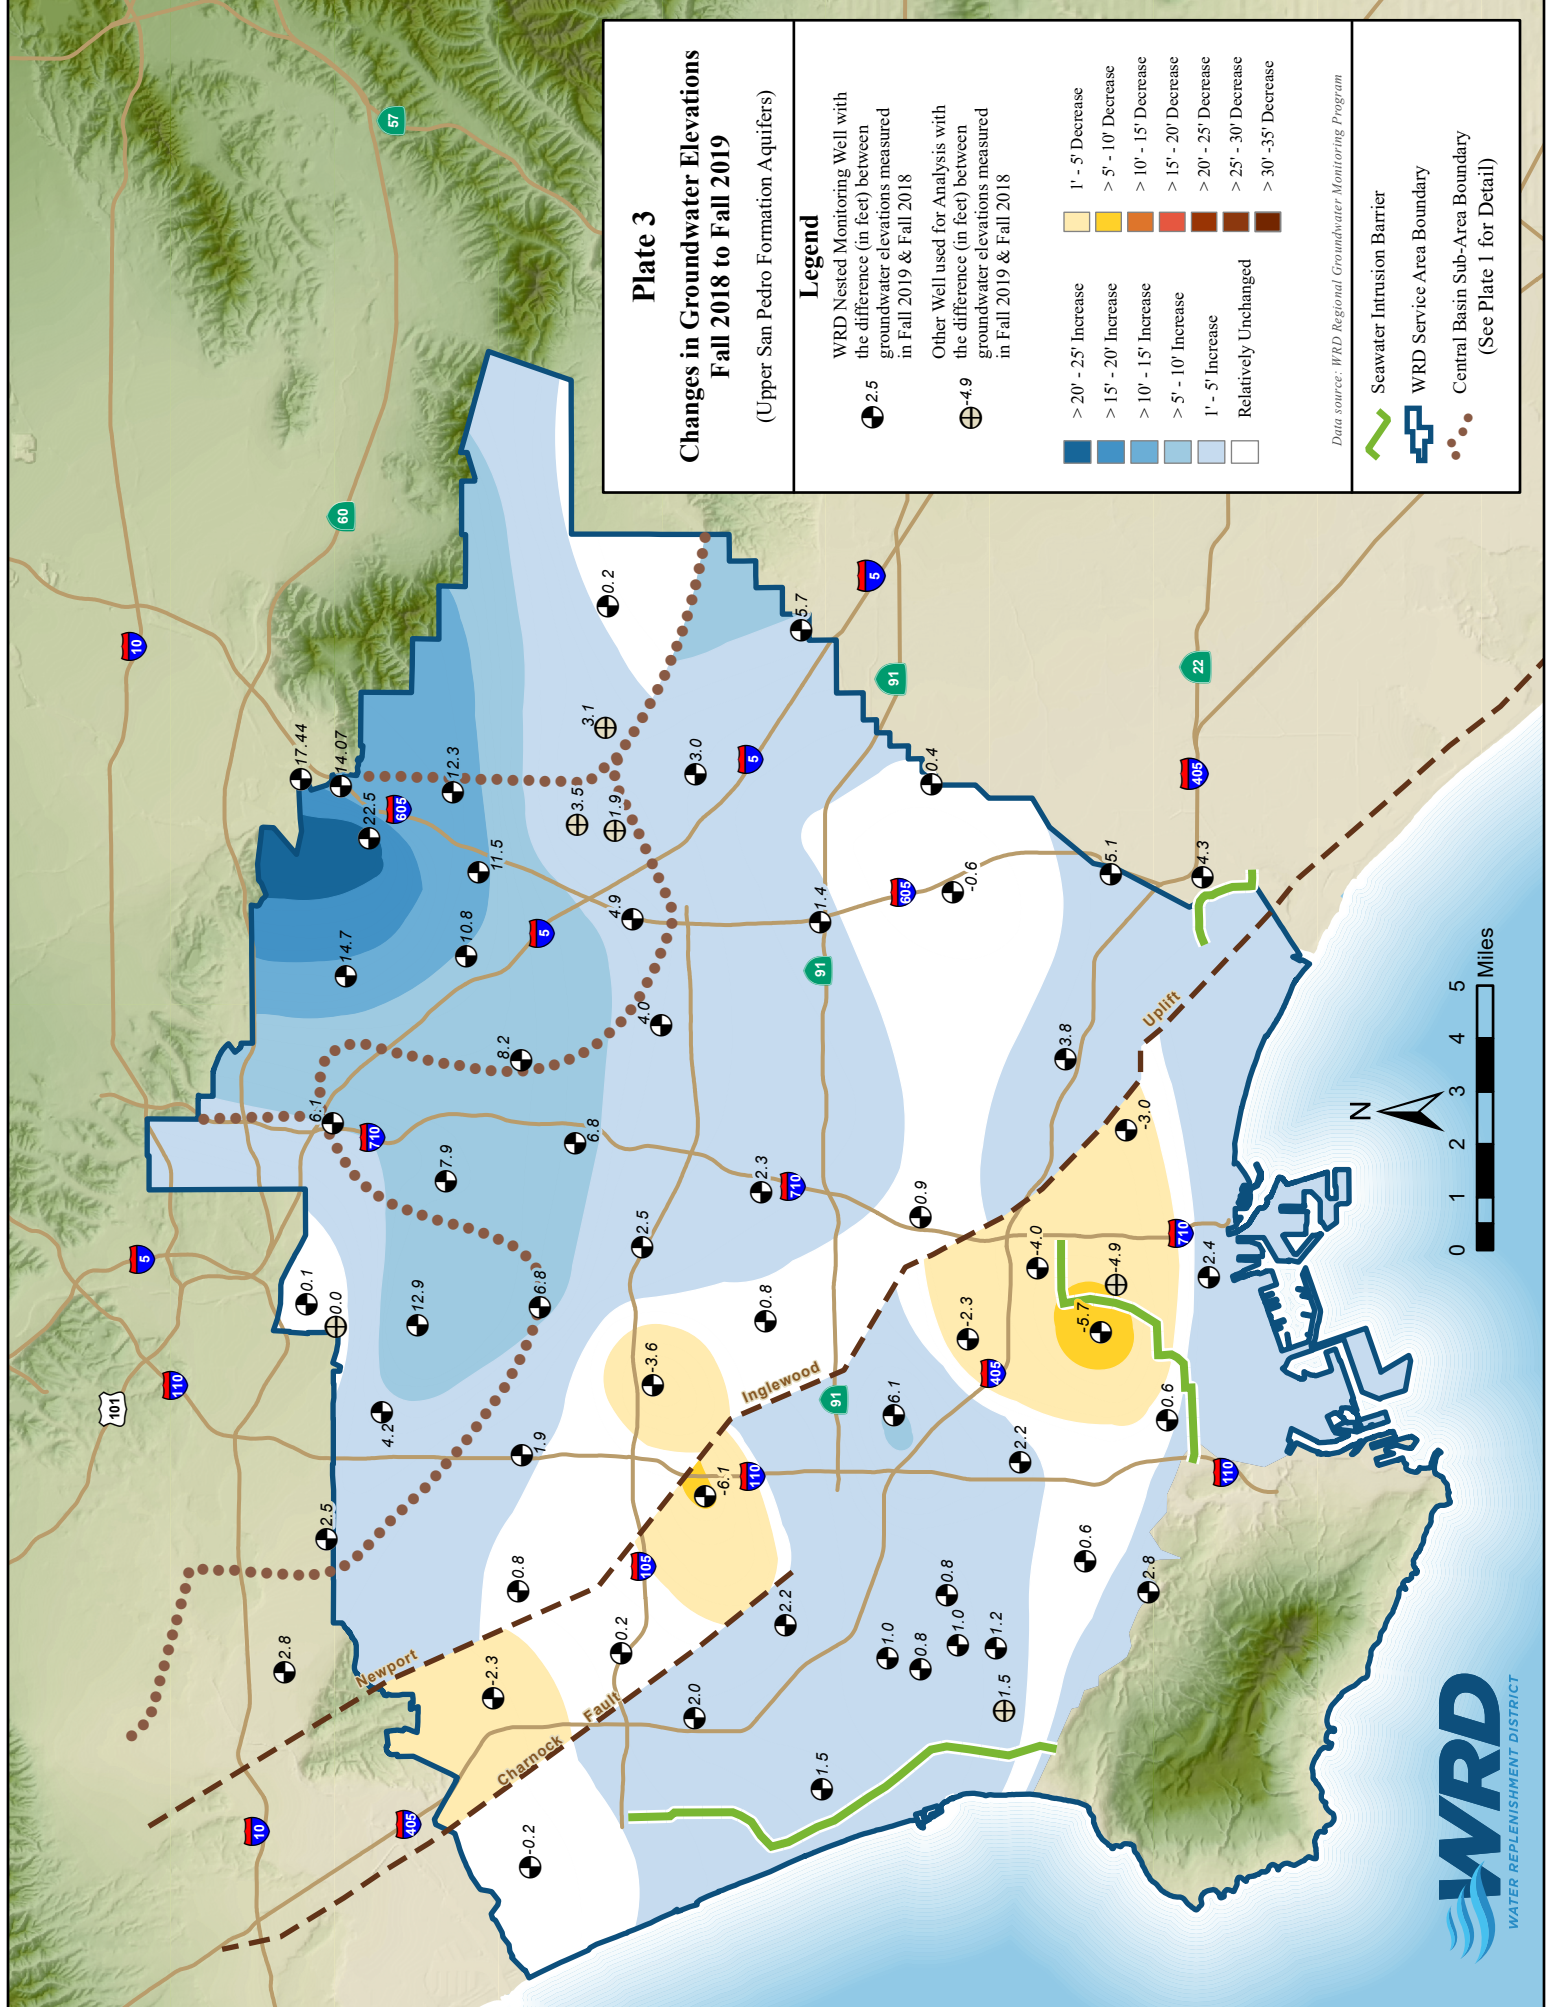 Plate 3
Changes in Groundwater Elevations
Fall 2018 to Fall 2019
(Upper San Pedro Formation Aquifers)
Legend
2.5
WRD Nested Monitoring Well with
the difference (in feet) between
groundwater elevations measured
in Fall 2019 & Fall 2018
-4.9
Other Well used for Analysis with
the difference (in feet) between
groundwater elevations measured
in Fall 2019 & Fall 2018
> 20' - 25' Increase
> 15' - 20' Increase
> 10' - 15' Increase
> 5' - 10' Increase
1' - 5' Increase
Relatively Unchanged
1' - 5' Decrease
> 5' - 10' Decrease
> 10' - 15' Decrease
> 15' - 20' Decrease
> 20' - 25' Decrease
> 25' - 30' Decrease
> 30' -35' Decrease
Data source: WRD Regional Groundwater Monitoring Program
Seawater Intrusion Barrier
WRD Service Area Boundary
Central Basin Sub-Area Boundary
(See Plate 1 for Detail)
10
405
101
110
5
10
60
57
2.8
2.5
0.0
0.1
6.1
710
14.7
22.5
605
14.07
17.44
4.2
12.9
7.9
10.8
11.5
12.3
Newport
-2.3
-0.2
0.8
1.9
6.8
8.2
5
3.5
1.9
3.1
0.2
6.8
4.9
4.0
2.5
-3.6
0.2
105
Charnock
Fault
2.0
-6.1
110
Inglewood
2.2
0.8
2.3
710
3.0
5
5.7
5
1.5
91
91
1.4
91
1.0
0.8
6.1
0.9
605
-0.6
0.4
0.8
1.0
1.2
1.5
2.2
-2.3
405
-4.0
3.8
5.1
0.6
-5.7
-4.9
-3.0
Uplift
2.8
0.6
710
2.4
4.3
405
22
110
N
0
1
2
3
4
5
Miles
WRD
WATER REPLENISHMENT DISTRICT